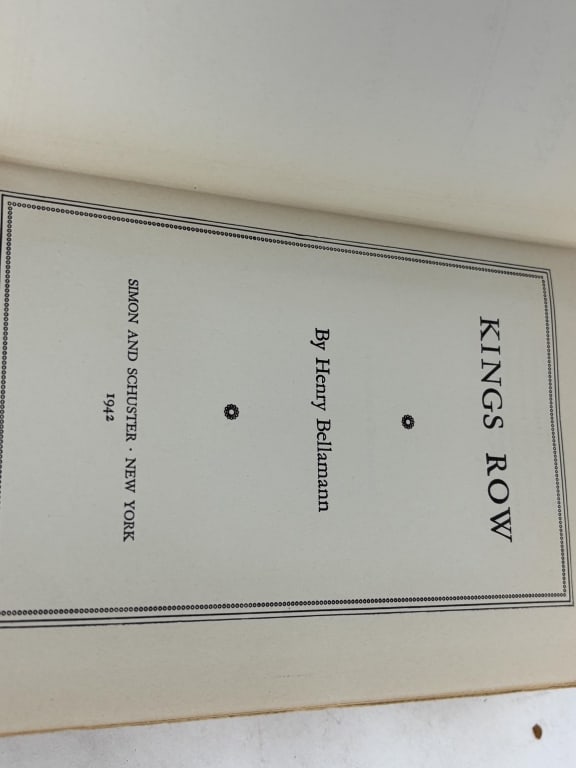 KINGS ROW
By Henry Bellamann
SIMON AND SCHUSTER · NEW YORK
1942